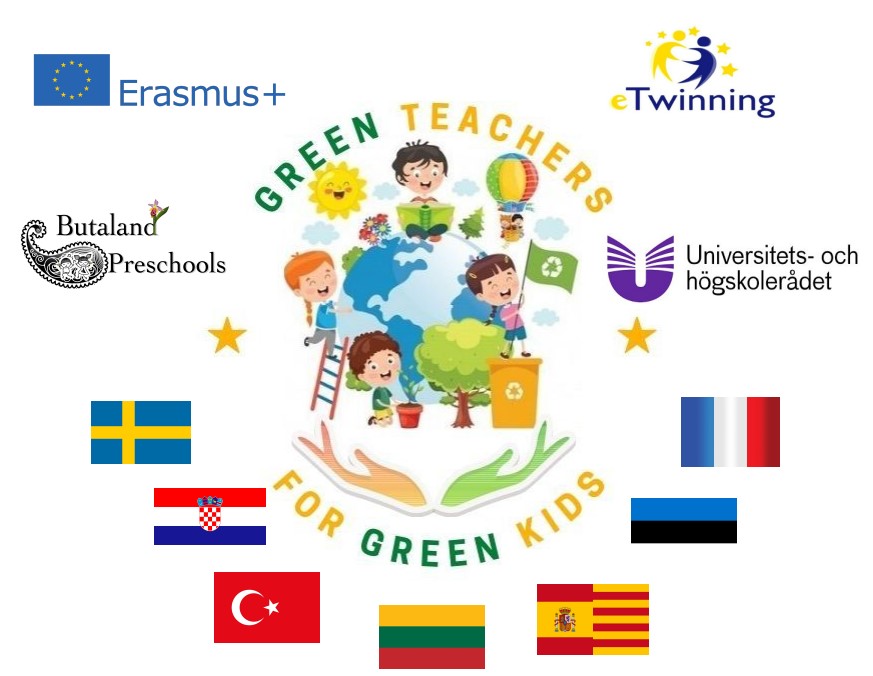 Erasmus+
eTwinning
GREEN TEACHERS
Butaland
Preschools
Universitets- och
högskolerådet
FOR GREEN KIDS